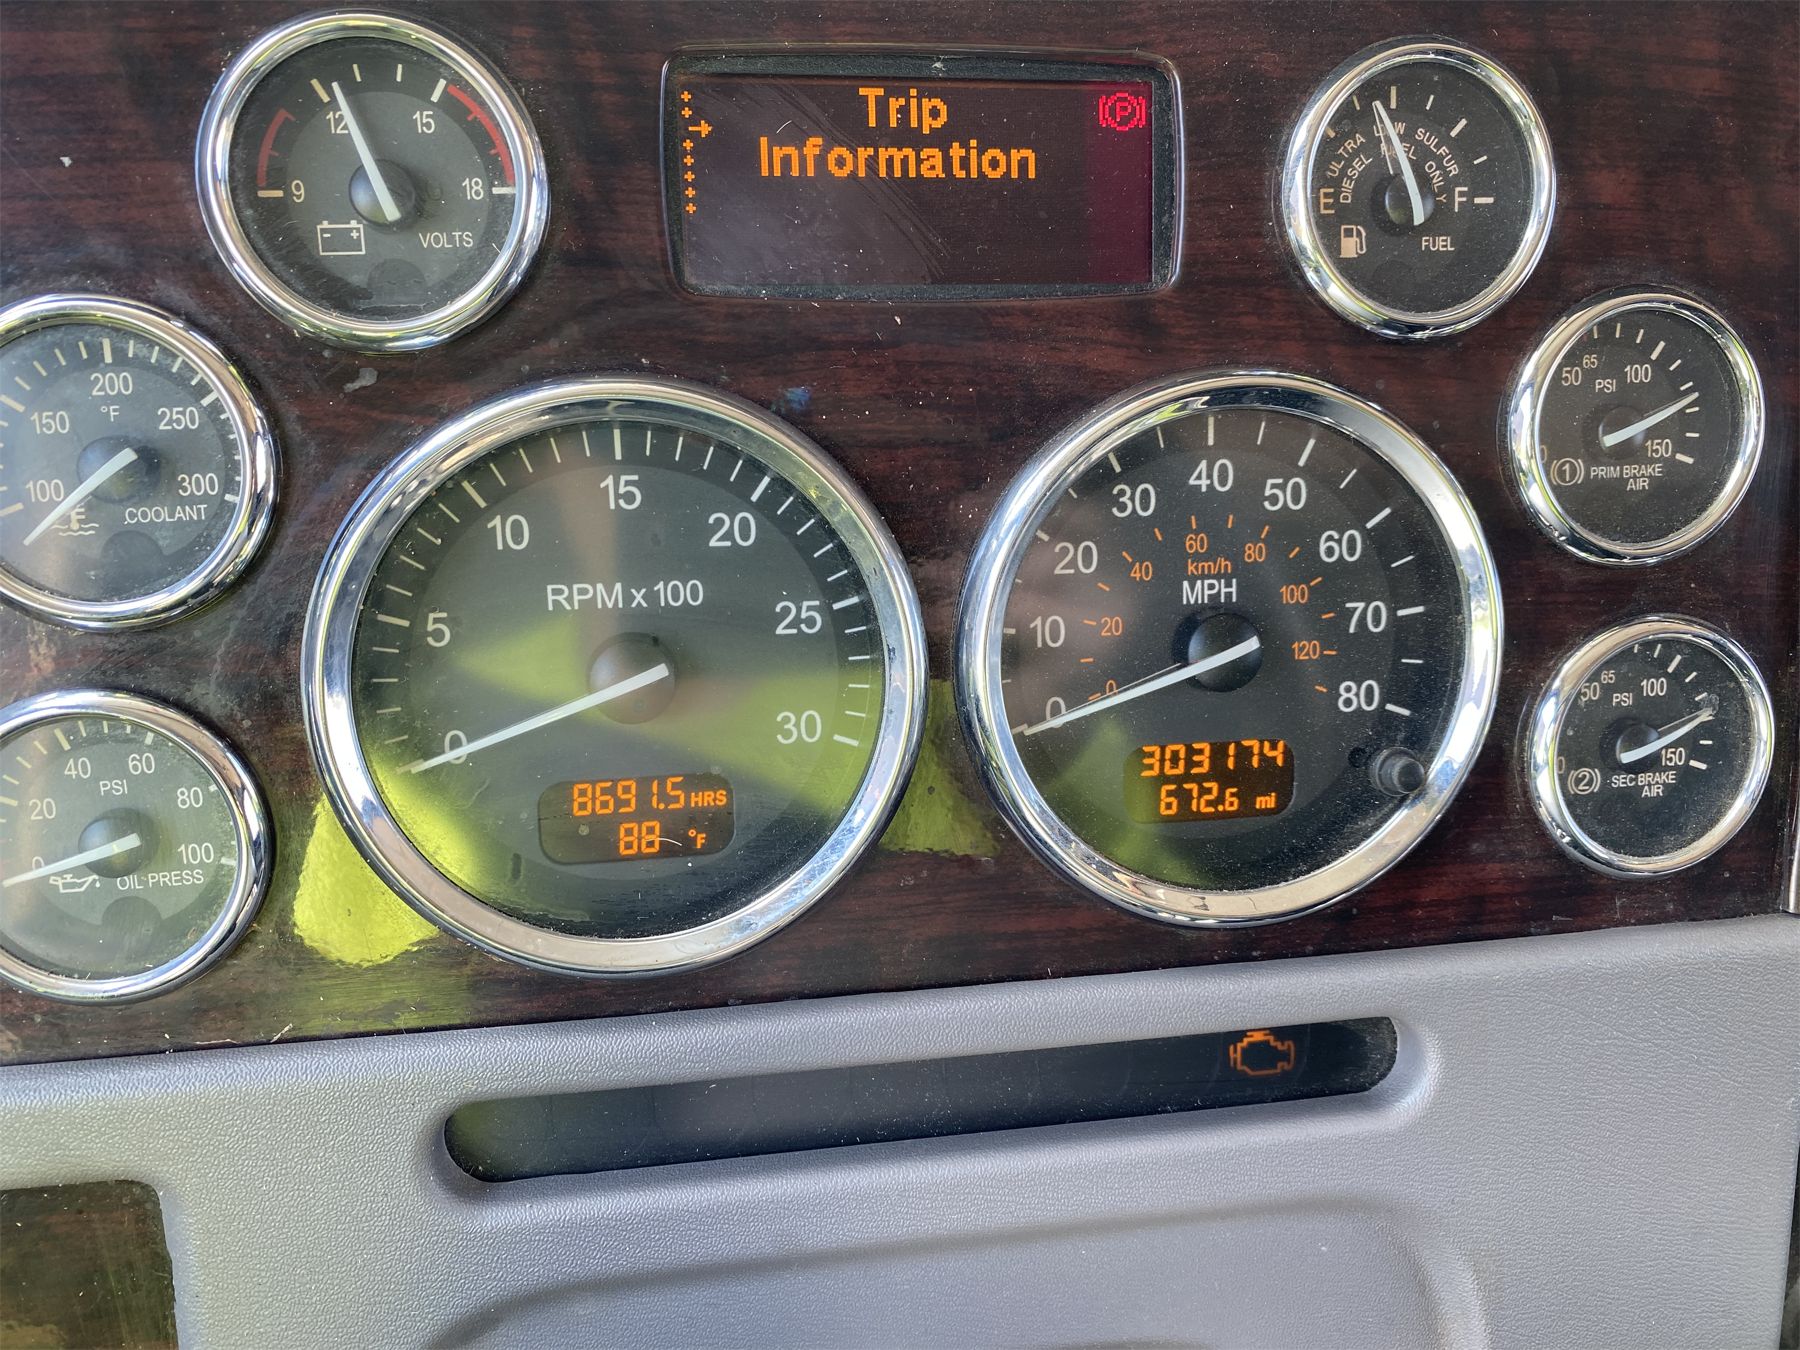 12
15
9
18
VOLTS
Trip
Information
ULTRA LOW SULFUR
DIESEL FUEL ONLY
E
F
FUEL
200
°F
150
250
100
300
COOLANT
15
10
20
RPM x 100
5
25
0
30
8691.5 HRS
88 °F
40
30
50
20
60
60
40
80
km/h
MPH
100
10
20
70
120
0
0
80
303174
672.6 mi
65
50
100
PSI
0
150
(1) PRIM BRAKE
AIR
65
50
100
PSI
0
150
(2) SEC BRAKE
AIR
40
60
PSI
20
80
0
100
OIL PRESS
(P)